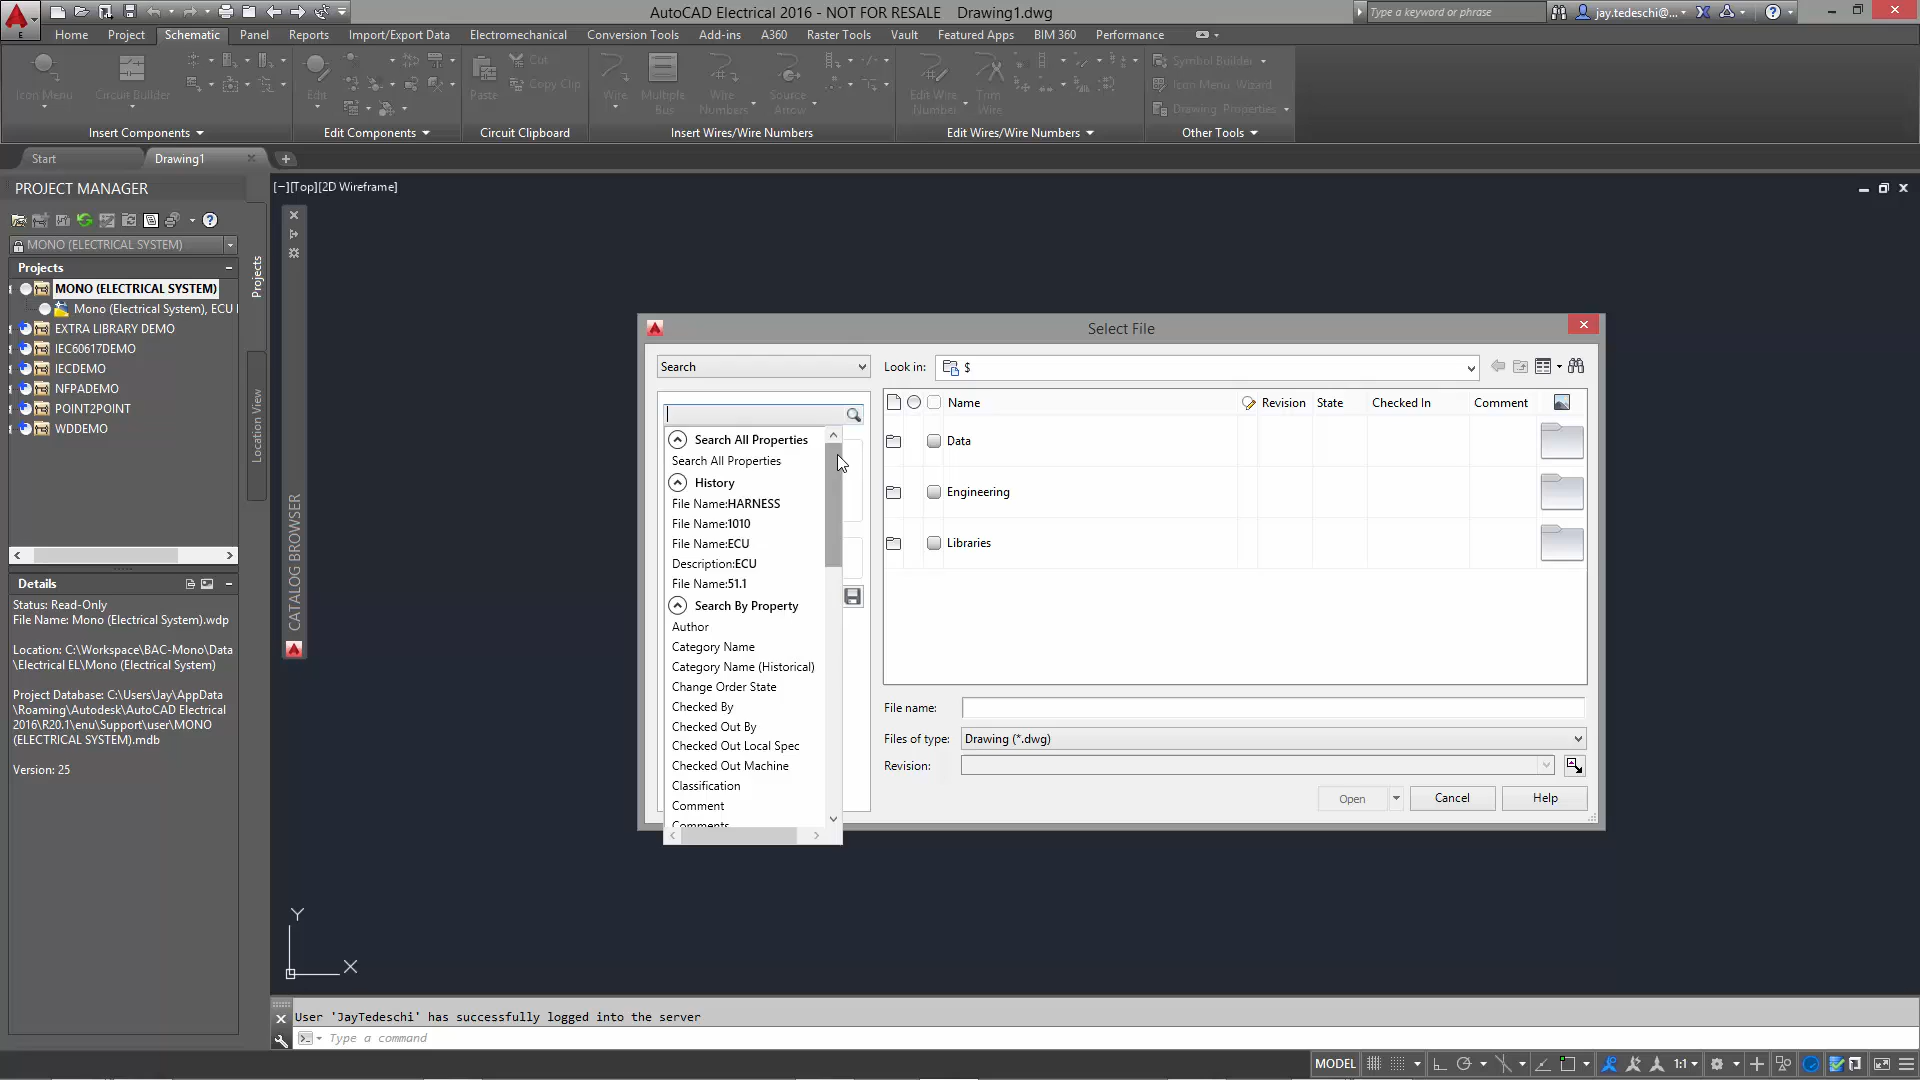 AutoCAD Electrical 2016 - NOT FOR RESALE Drawing1.dwg
Type a keyword or phrase
jay.tedeschi@...
Home Project Schematic Panel Reports Import/Export Data Electromechanical Conversion Tools Add-ins A360 Raster Tools Vault Featured Apps BIM 360 Performance
Icon Menu
Circuit Builder
Edit
Paste
Cut
Copy Clip
Wire
Multiple Bus
Wire Numbers
Source Arrow
Edit Wire Number
Trim Wire
Symbol Builder
Icon Menu Wizard
Drawing Properties
Insert Components
Edit Components
Circuit Clipboard
Insert Wires/Wire Numbers
Edit Wires/Wire Numbers
Other Tools
Start
Drawing1
PROJECT MANAGER
[−][Top][2D Wireframe]
MONO (ELECTRICAL SYSTEM)
Projects
MONO (ELECTRICAL SYSTEM)
Mono (Electrical System), ECU
EXTRA LIBRARY DEMO
IEC60617DEMO
IECDEMO
NFPADEMO
POINT2POINT
WDDEMO
Projects
Location View
CATALOG BROWSER
Details
Status: Read-Only
File Name: Mono (Electrical System).wdp
Location: C:\Workspace\BAC-Mono\Data
\Electrical EL\Mono (Electrical System)
Project Database: C:\Users\Jay\AppData
\Roaming\Autodesk\AutoCAD Electrical
2016\R20.1\enu\Support\user\MONO
(ELECTRICAL SYSTEM).mdb
Version: 25
Select File
Search
Look in: $
Search All Properties
Search All Properties
History
File Name:HARNESS
File Name:1010
File Name:ECU
Description:ECU
File Name:51.1
Search By Property
Author
Category Name
Category Name (Historical)
Change Order State
Checked By
Checked Out By
Checked Out Local Spec
Checked Out Machine
Classification
Comment
Comments
Name Revision State Checked In Comment
Data
Engineering
Libraries
File name:
Files of type: Drawing (*.dwg)
Revision:
Open Cancel Help
Y
X
User 'JayTedeschi' has successfully logged into the server
Type a command
MODEL
1:1